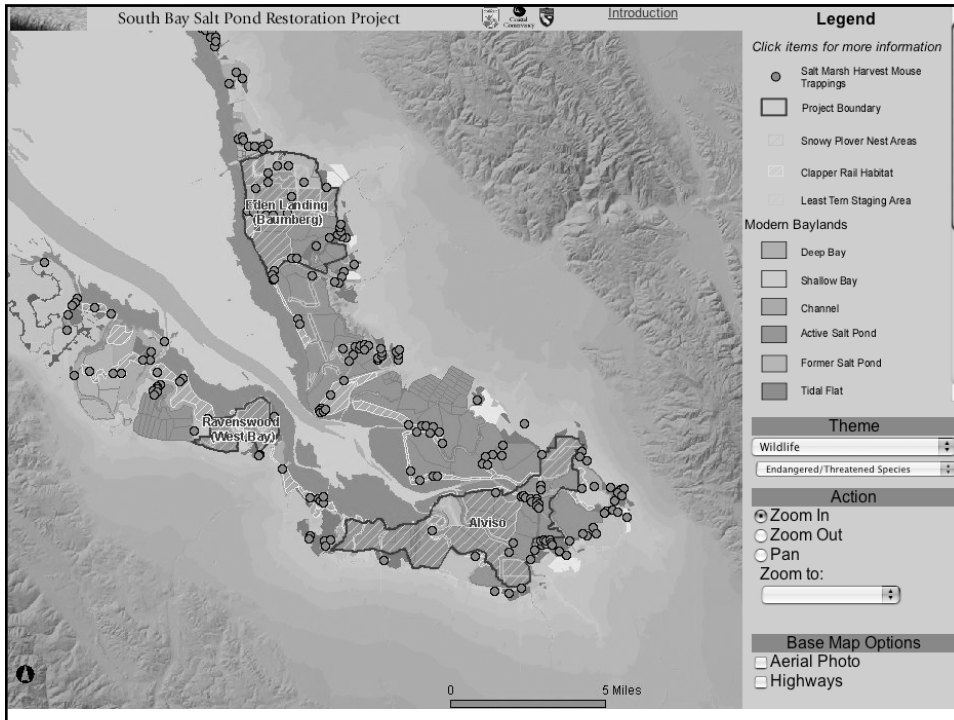 South Bay Salt Pond Restoration Project
Coastal
Conservancy
Introduction
Legend
Click items for more information
Salt Marsh Harvest Mouse
Trappings
Project Boundary
Snowy Plover Nest Areas
Clapper Rail Habitat
Least Tern Staging Area
Modern Baylands
Deep Bay
Shallow Bay
Channel
Active Salt Pond
Former Salt Pond
Tidal Flat
Eden Landing
(Baumberg)
Ravenswood
(West Bay)
Alviso
Theme
Wildlife
Endangered/Threatened Species
Action
Zoom In
Zoom Out
Pan
Zoom to:
Base Map Options
Aerial Photo
Highways
0 5 Miles